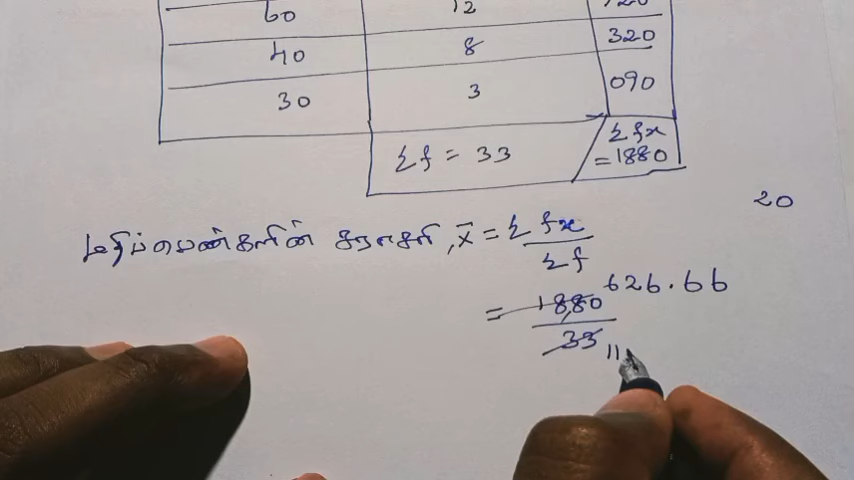 60 12 720
40 8 320
30 3 090
Σf = 33 Σfx = 1880
20
மதிப்பெண்களின் சராசரி, x̄ = Σfx / Σf
= 1880 / 33 626.66
11